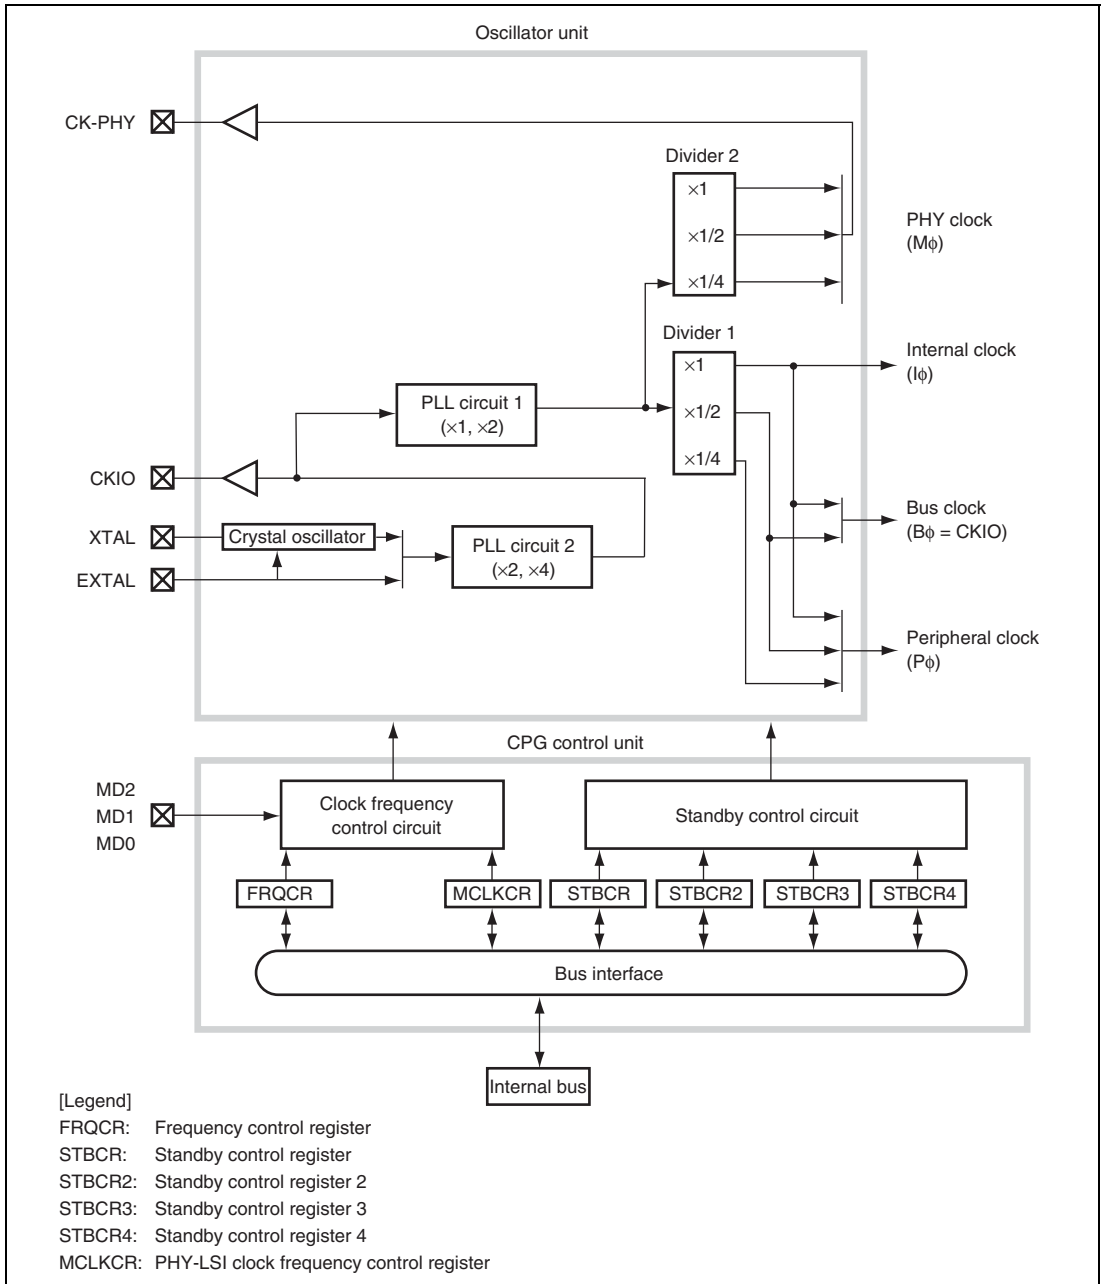 Oscillator unit
CK-PHY
Divider 2
×1
×1/2
×1/4
PHY clock
(Mϕ)
Divider 1
×1
×1/2
×1/4
Internal clock
(Iϕ)
PLL circuit 1
(×1, ×2)
CKIO
XTAL
Crystal oscillator
EXTAL
PLL circuit 2
(×2, ×4)
Bus clock
(Bϕ = CKIO)
Peripheral clock
(Pϕ)
CPG control unit
MD2
MD1
MD0
Clock frequency
control circuit
Standby control circuit
FRQCR
MCLKCR
STBCR
STBCR2
STBCR3
STBCR4
Bus interface
Internal bus
[Legend]
FRQCR: Frequency control register
STBCR: Standby control register
STBCR2: Standby control register 2
STBCR3: Standby control register 3
STBCR4: Standby control register 4
MCLKCR: PHY-LSI clock frequency control register